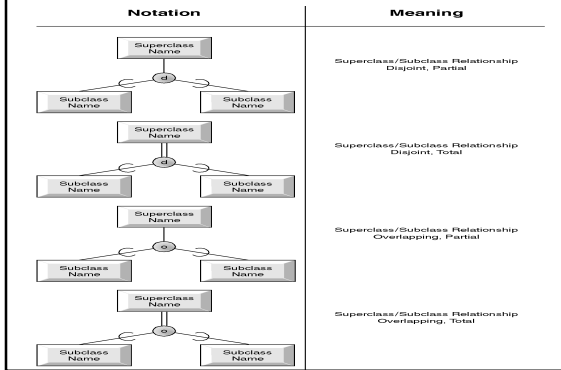 Notation
Meaning
Superclass
Name
d
Subclass
Name
Subclass
Name
Superclass/Subclass Relationship
Disjoint, Partial
Superclass
Name
d
Subclass
Name
Subclass
Name
Superclass/Subclass Relationship
Disjoint, Total
Superclass
Name
o
Subclass
Name
Subclass
Name
Superclass/Subclass Relationship
Overlapping, Partial
Superclass
Name
o
Subclass
Name
Subclass
Name
Superclass/Subclass Relationship
Overlapping, Total